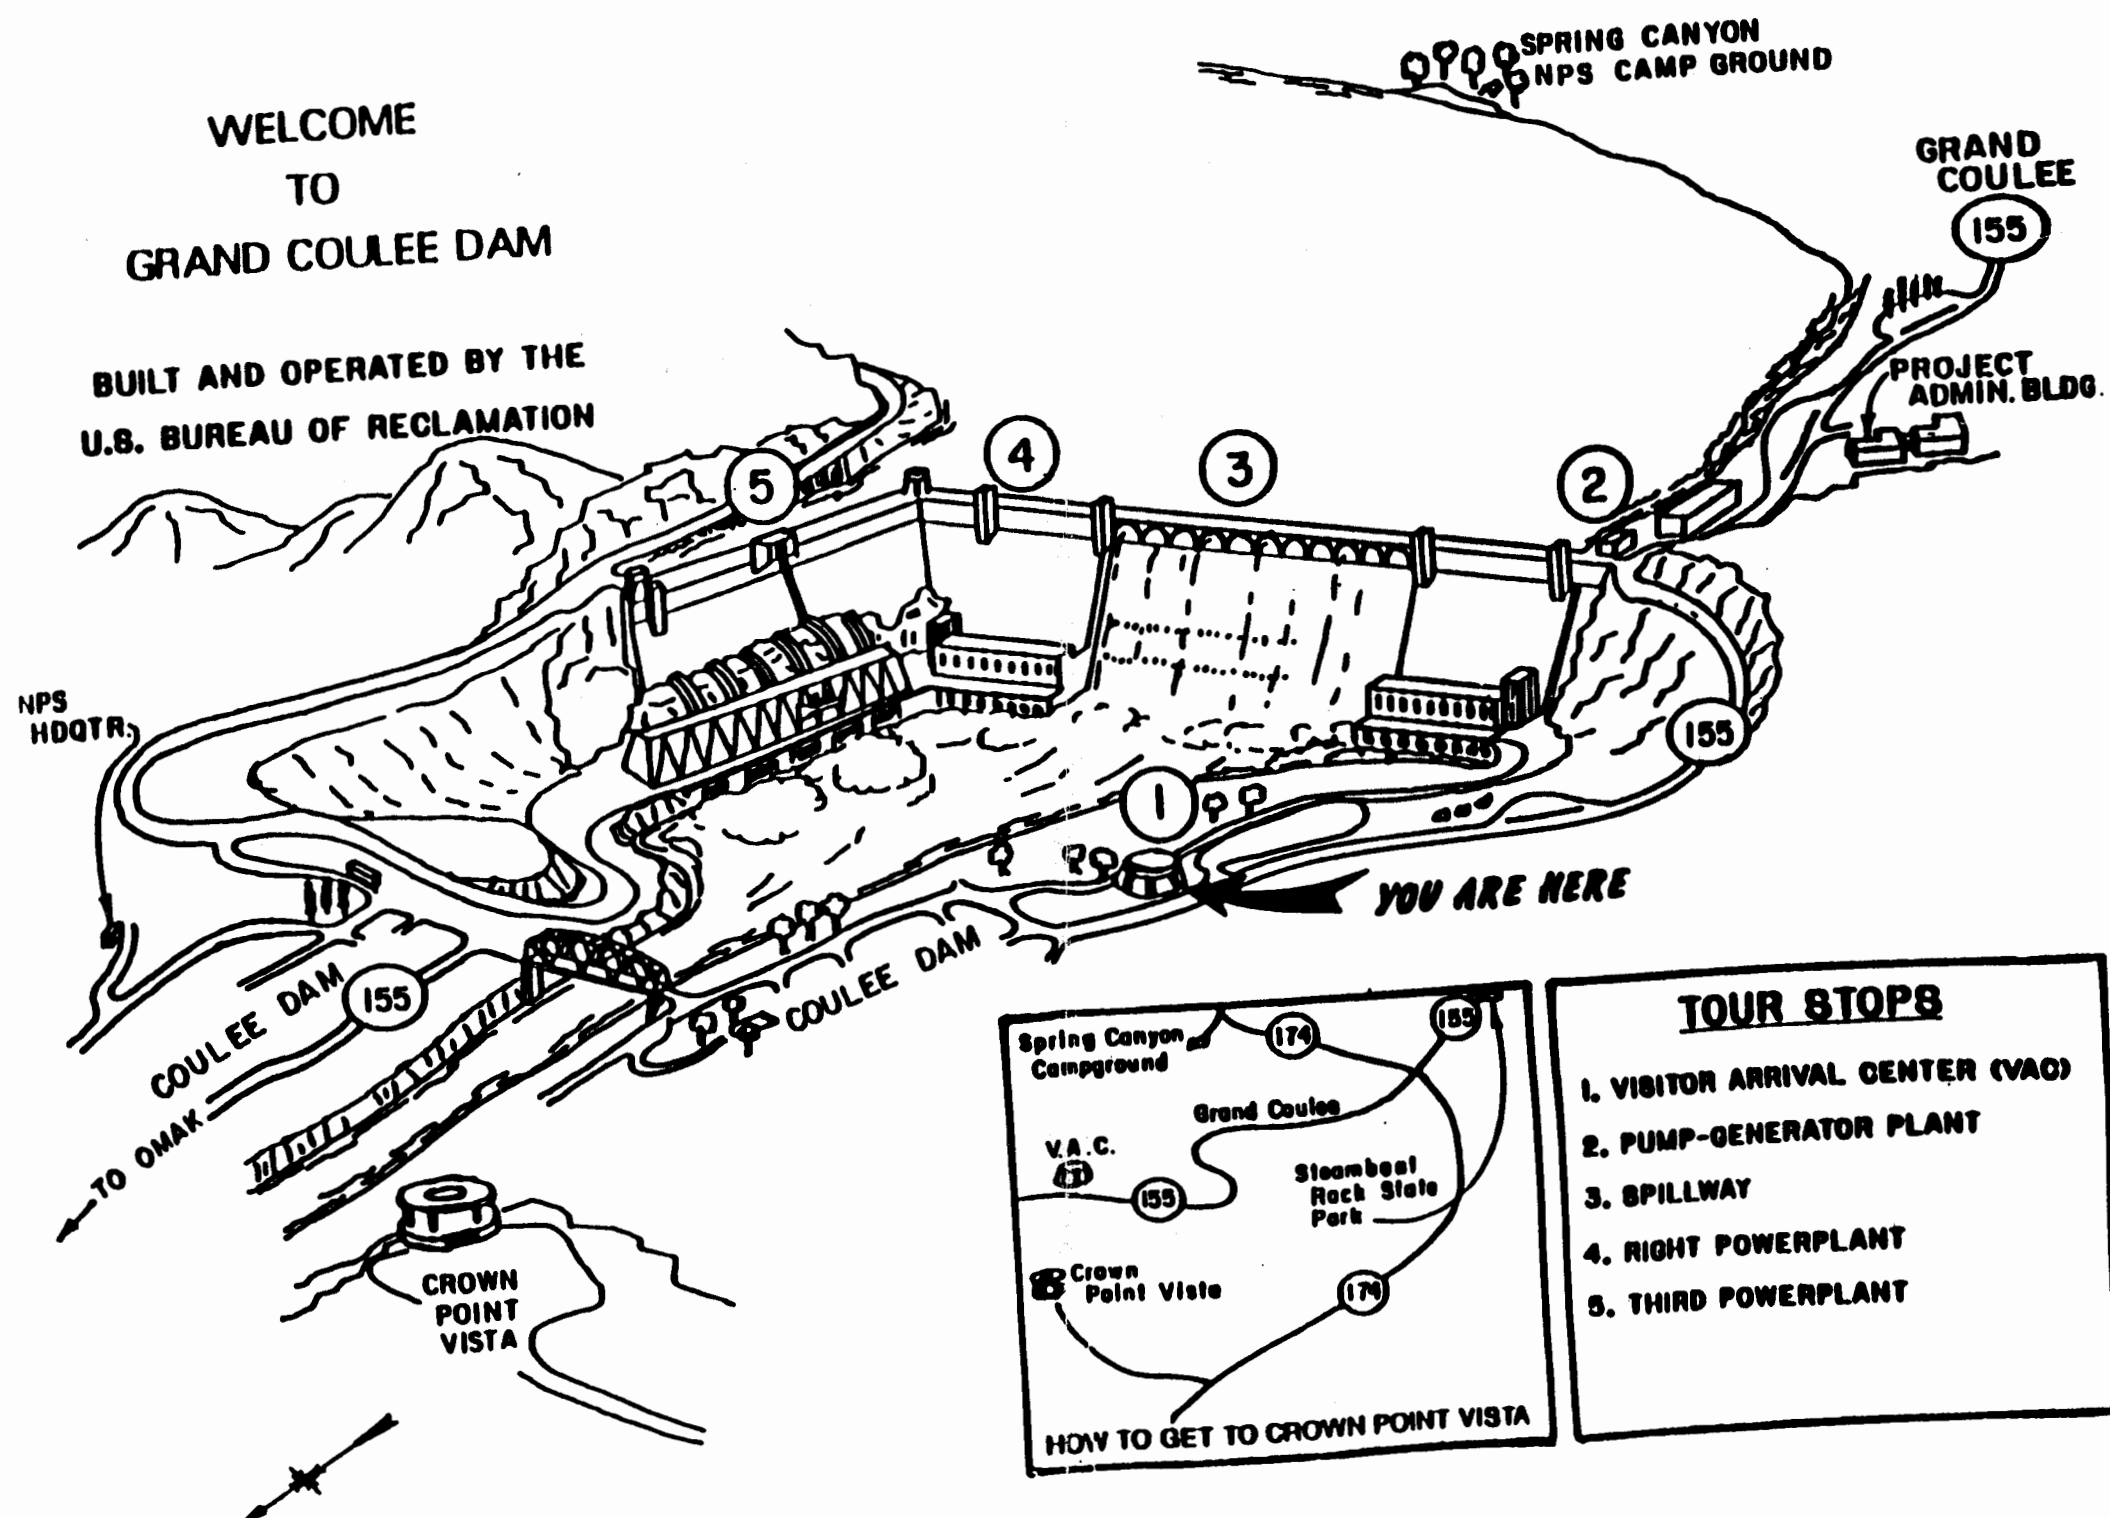 WELCOME
TO
GRAND COULEE DAM
BUILT AND OPERATED BY THE
U.S. BUREAU OF RECLAMATION
SPRING CANYON
NPS CAMP GROUND
GRAND
COULEE
155
PROJECT
ADMIN. BLDG.
5
4
3
2
NPS
HDQTR.
155
1
YOU ARE HERE
COULEE DAM
155
COULEE DAM
TO OMAK
CROWN
POINT
VISTA
Spring Canyon
Campground
174
155
Grand Coulee
V.A.C.
155
Steamboat
Rock State
Park
Crown
Point Vista
174
HOW TO GET TO CROWN POINT VISTA
TOUR STOPS
1. VISITOR ARRIVAL CENTER (VAC)
2. PUMP-GENERATOR PLANT
3. SPILLWAY
4. RIGHT POWERPLANT
5. THIRD POWERPLANT